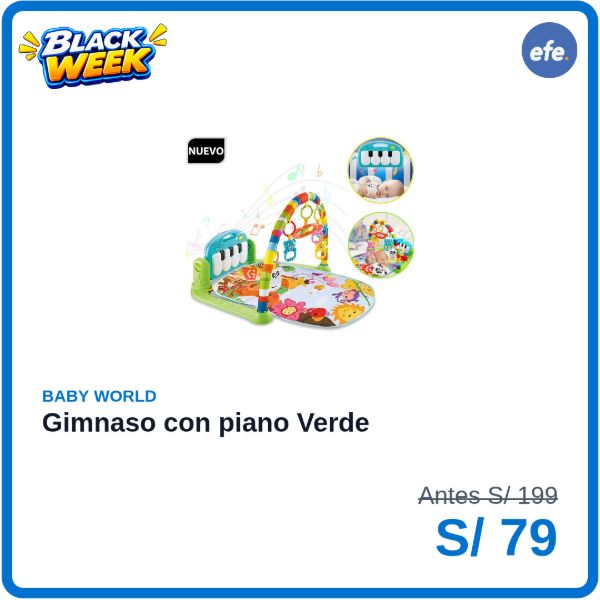 BLACK
WEEK
efe.
NUEVO
BABY WORLD
Gimnaso con piano Verde
Antes S/ 199
S/ 79